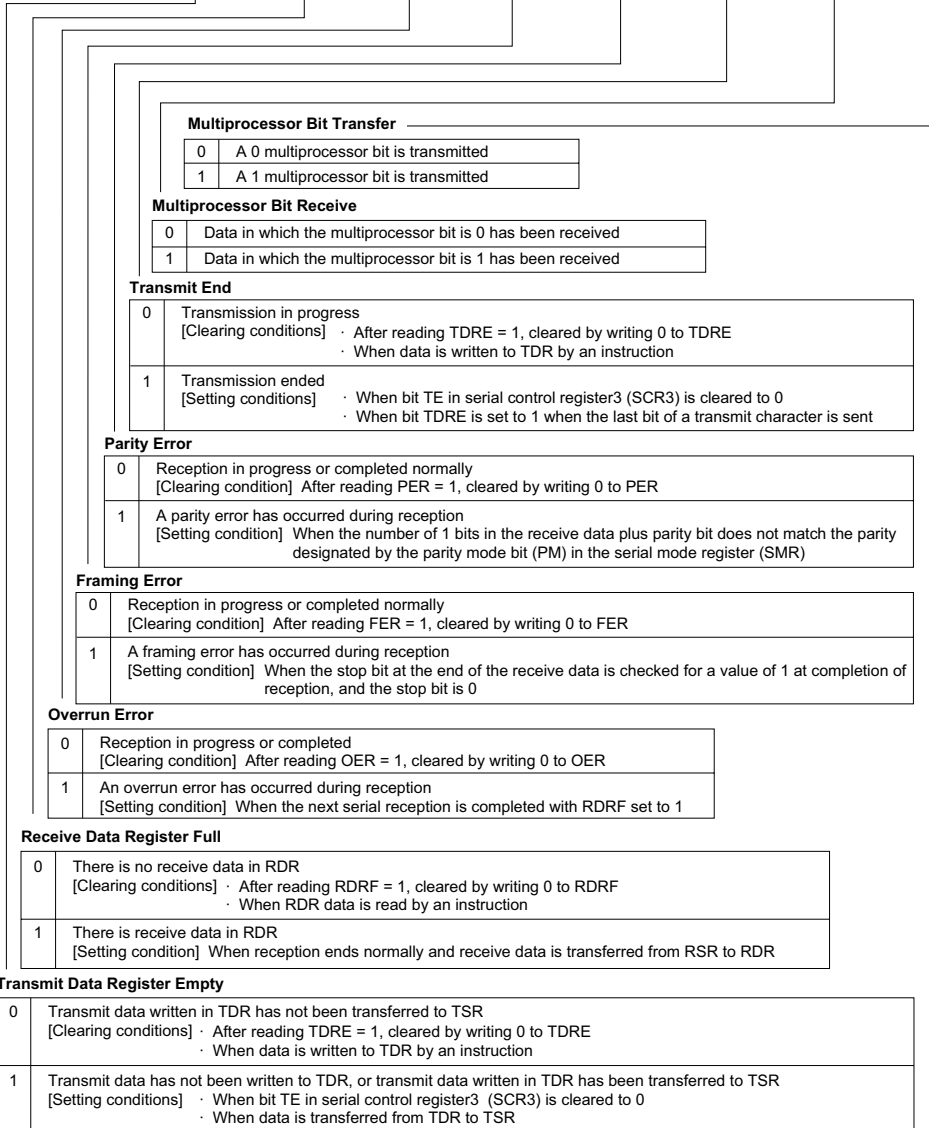 Multiprocessor Bit Transfer
0 A 0 multiprocessor bit is transmitted
1 A 1 multiprocessor bit is transmitted
Multiprocessor Bit Receive
0 Data in which the multiprocessor bit is 0 has been received
1 Data in which the multiprocessor bit is 1 has been received
Transmit End
0 Transmission in progress
[Clearing conditions] · After reading TDRE = 1, cleared by writing 0 to TDRE
· When data is written to TDR by an instruction
1 Transmission ended
[Setting conditions] · When bit TE in serial control register3 (SCR3) is cleared to 0
· When bit TDRE is set to 1 when the last bit of a transmit character is sent
Parity Error
0 Reception in progress or completed normally
[Clearing condition] After reading PER = 1, cleared by writing 0 to PER
1 A parity error has occurred during reception
[Setting condition] When the number of 1 bits in the receive data plus parity bit does not match the parity
designated by the parity mode bit (PM) in the serial mode register (SMR)
Framing Error
0 Reception in progress or completed normally
[Clearing condition] After reading FER = 1, cleared by writing 0 to FER
1 A framing error has occurred during reception
[Setting condition] When the stop bit at the end of the receive data is checked for a value of 1 at completion of
reception, and the stop bit is 0
Overrun Error
0 Reception in progress or completed
[Clearing condition] After reading OER = 1, cleared by writing 0 to OER
1 An overrun error has occurred during reception
[Setting condition] When the next serial reception is completed with RDRF set to 1
Receive Data Register Full
0 There is no receive data in RDR
[Clearing conditions] · After reading RDRF = 1, cleared by writing 0 to RDRF
· When RDR data is read by an instruction
1 There is receive data in RDR
[Setting condition] When reception ends normally and receive data is transferred from RSR to RDR
Transmit Data Register Empty
0 Transmit data written in TDR has not been transferred to TSR
[Clearing conditions] · After reading TDRE = 1, cleared by writing 0 to TDRE
· When data is written to TDR by an instruction
1 Transmit data has not been written to TDR, or transmit data written in TDR has been transferred to TSR
[Setting conditions] · When bit TE in serial control register3 (SCR3) is cleared to 0
· When data is transferred from TDR to TSR